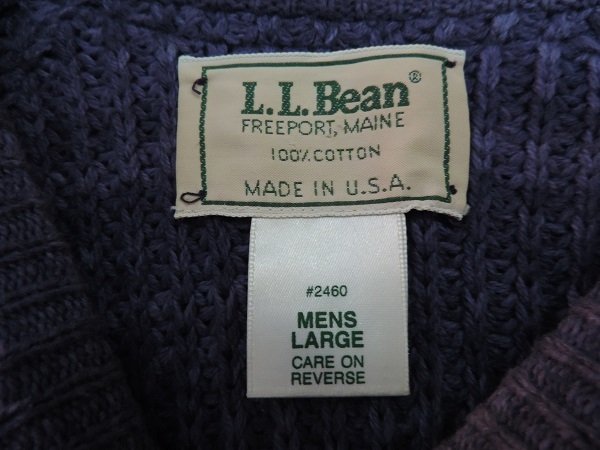 L.L.Bean®
FREEPORT, MAINE
100% COTTON
MADE IN U.S.A.
#2460
MENS
LARGE
CARE ON
REVERSE